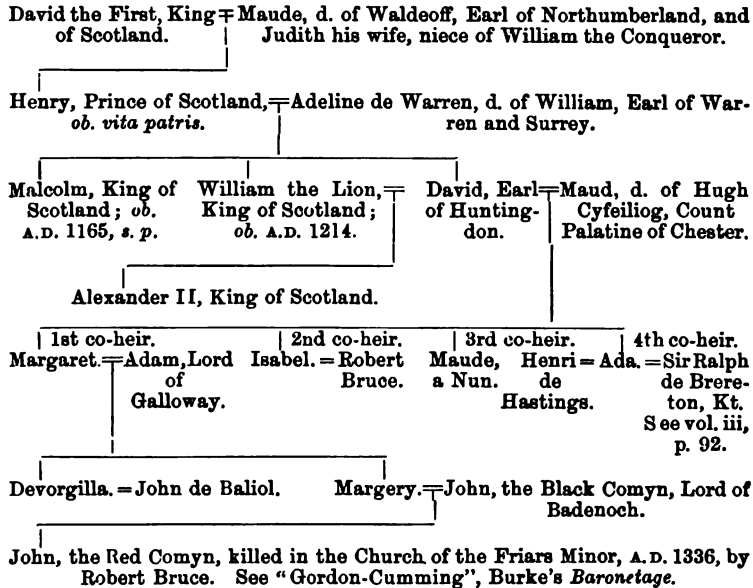 David the First, King = Maude, d. of Waldeoff, Earl of Northumberland, and
of Scotland. Judith his wife, niece of William the Conqueror.
Henry, Prince of Scotland, = Adeline de Warren, d. of William, Earl of War-
ob. vita patris. ren and Surrey.
Malcolm, King of William the Lion, = David, Earl = Maud, d. of Hugh
Scotland; ob. King of Scotland; of Hunting- Cyfeiliog, Count
A.D. 1165, s. p. ob. A.D. 1214. don. Palatine of Chester.
Alexander II, King of Scotland.
1st co-heir. 2nd co-heir. 3rd co-heir. 4th co-heir.
Margaret. = Adam, Lord Isabel. = Robert Maude, Henri = Ada. = Sir Ralph
of Bruce. a Nun. de de Brere-
Galloway. Hastings. ton, Kt.
See vol. iii,
p. 92.
Devorgilla. = John de Baliol. Margery. = John, the Black Comyn, Lord of
Badenoch.
John, the Red Comyn, killed in the Church of the Friars Minor, A.D. 1336, by
Robert Bruce. See "Gordon-Cumming", Burke's Baronetage.